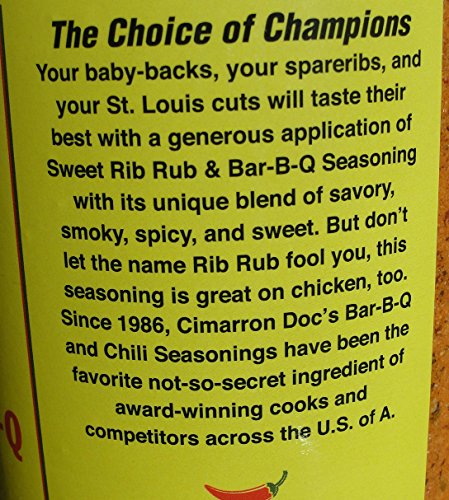 The Choice of Champions
Your baby-backs, your spareribs, and
your St. Louis cuts will taste their
best with a generous application of
Sweet Rib Rub & Bar-B-Q Seasoning
with its unique blend of savory,
smoky, spicy, and sweet. But don't
let the name Rib Rub fool you, this
seasoning is great on chicken, too.
Since 1986, Cimarron Doc's Bar-B-Q
and Chili Seasonings have been the
favorite not-so-secret ingredient of
award-winning cooks and
competitors across the U.S. of A.
-Q